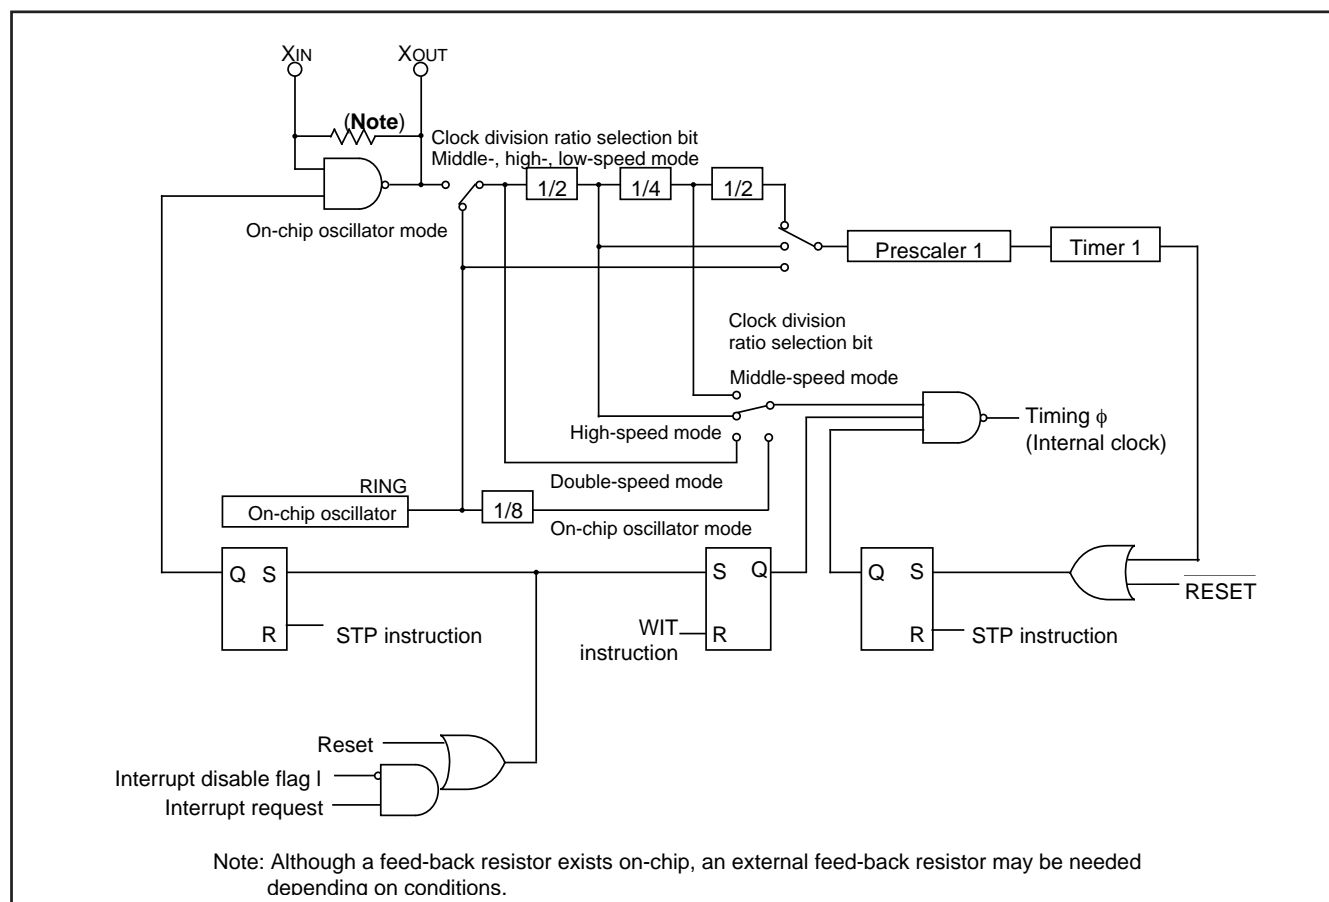 XIN
XOUT
(Note)
Clock division ratio selection bit
Middle-, high-, low-speed mode
1/2
1/4
1/2
On-chip oscillator mode
Prescaler 1
Timer 1
Clock division
ratio selection bit
Middle-speed mode
High-speed mode
Timing ϕ
(Internal clock)
Double-speed mode
RING
On-chip oscillator
1/8
On-chip oscillator mode
Q S
R
STP instruction
S Q
R
WIT
instruction
Q S
R
STP instruction
RESET
Reset
Interrupt disable flag I
Interrupt request
Note: Although a feed-back resistor exists on-chip, an external feed-back resistor may be needed
depending on conditions.